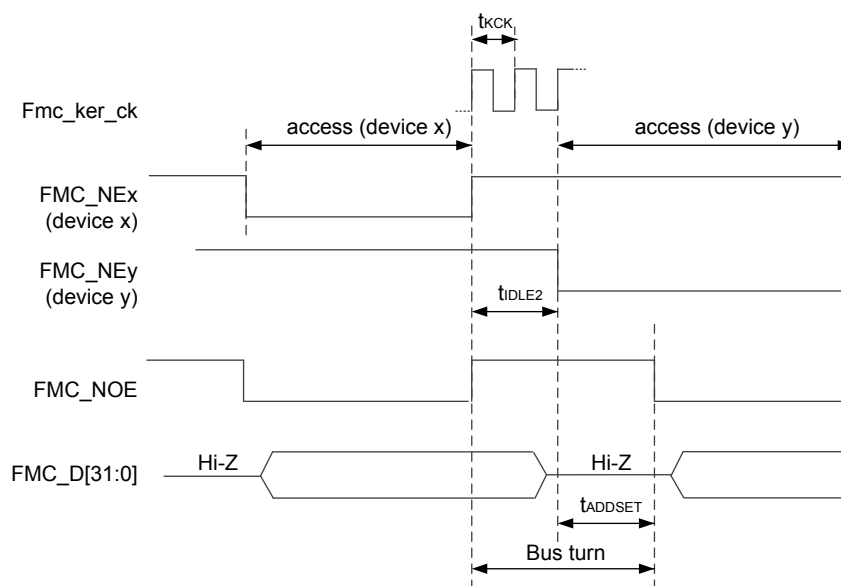 tKCK
Fmc_ker_ck
access (device x)
access (device y)
FMC_NEx
(device x)
FMC_NEy
(device y)
tIDLE2
FMC_NOE
Hi-Z
Hi-Z
FMC_D[31:0]
tADDSET
Bus turn